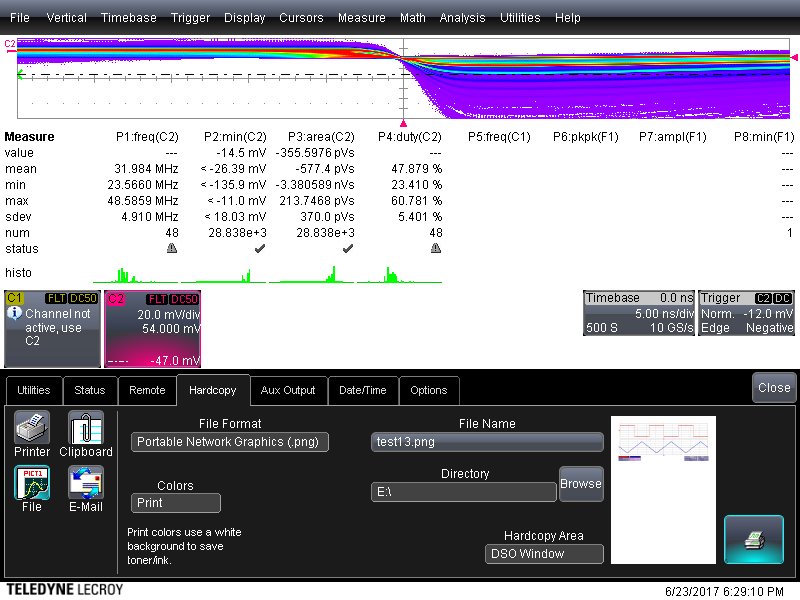 File Vertical Timebase Trigger Display Cursors Measure Math Analysis Utilities Help
C2
Measure P1:freq(C2) P2:min(C2) P3:area(C2) P4:duty(C2) P5:freq(C1) P6:pkpk(F1) P7:ampl(F1) P8:min(F1)
value --- -14.5 mV -355.5976 pVs --- ---
mean 31.984 MHz < -26.39 mV -577.4 pVs 47.879 % ---
min 23.5660 MHz < -135.9 mV -3.380589 nVs 23.410 % ---
max 48.5859 MHz < -11.0 mV 213.7468 pVs 60.781 % ---
sdev 4.910 MHz < 18.03 mV 370.0 pVs 5.401 % ---
num 48 28.838e+3 28.838e+3 48 1
status
histo
C1 FLT DC50
Channel not
active, use
C2
C2 FLT DC50
20.0 mV/div
54.000 mV
-47.0 mV
Timebase 0.0 ns
5.00 ns/div
500 S 10 GS/s
Trigger C2 DC
Norm. -12.0 mV
Edge Negative
Utilities Status Remote Hardcopy Aux Output Date/Time Options Close
Printer Clipboard
PICT1
File E-Mail
File Format
Portable Network Graphics (.png)
Colors
Print
Print colors use a white
background to save
toner/ink.
File Name
test13.png
Directory
E:\
Browse
Hardcopy Area
DSO Window
TELEDYNE LECROY
6/23/2017 6:29:10 PM